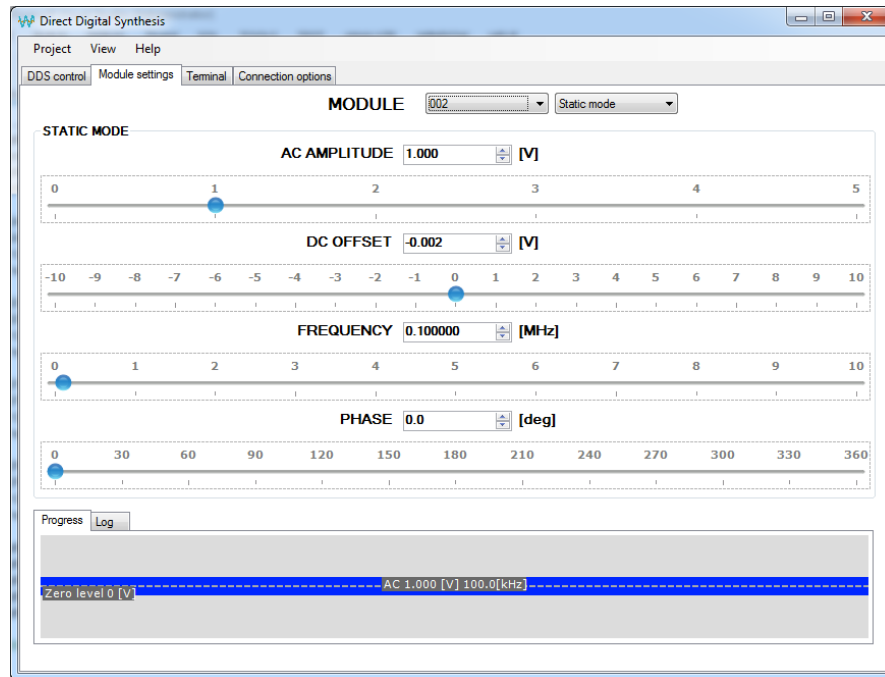 Direct Digital Synthesis
Project View Help
DDS control Module settings Terminal Connection options
MODULE 002 Static mode
STATIC MODE
AC AMPLITUDE 1.000 [V]
0 1 2 3 4 5
DC OFFSET -0.002 [V]
-10 -9 -8 -7 -6 -5 -4 -3 -2 -1 0 1 2 3 4 5 6 7 8 9 10
FREQUENCY 0.100000 [MHz]
0 1 2 3 4 5 6 7 8 9 10
PHASE 0.0 [deg]
0 30 60 90 120 150 180 210 240 270 300 330 360
Progress Log
AC 1.000 [V] 100.0[kHz]
Zero level 0 [V]